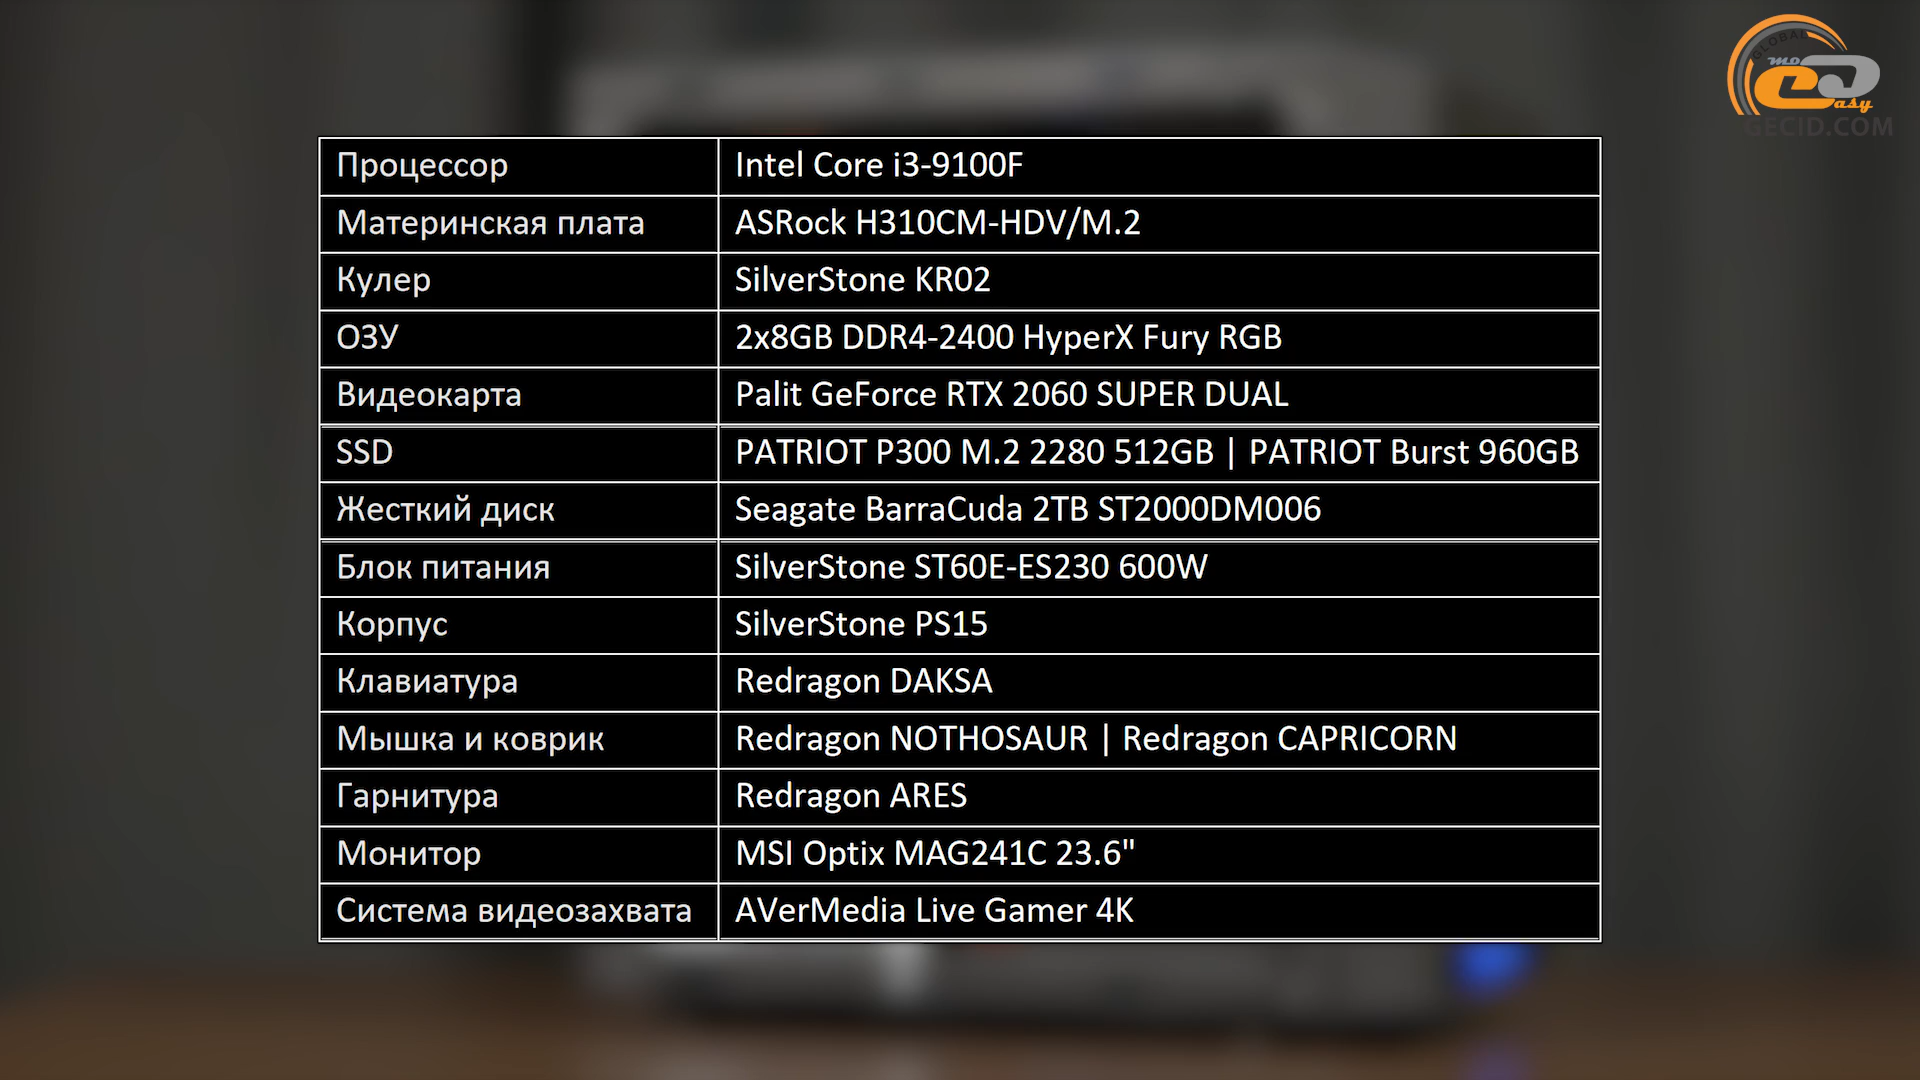 GLOBAL
mo
easy
GECID.COM
Процессор Intel Core i3-9100F
Материнская плата ASRock H310CM-HDV/M.2
Кулер SilverStone KR02
ОЗУ 2x8GB DDR4-2400 HyperX Fury RGB
Видеокарта Palit GeForce RTX 2060 SUPER DUAL
SSD PATRIOT P300 M.2 2280 512GB | PATRIOT Burst 960GB
Жесткий диск Seagate BarraCuda 2TB ST2000DM006
Блок питания SilverStone ST60E-ES230 600W
Корпус SilverStone PS15
Клавиатура Redragon DAKSA
Мышка и коврик Redragon NOTHOSAUR | Redragon CAPRICORN
Гарнитура Redragon ARES
Монитор MSI Optix MAG241C 23.6"
Система видеозахвата AVerMedia Live Gamer 4K